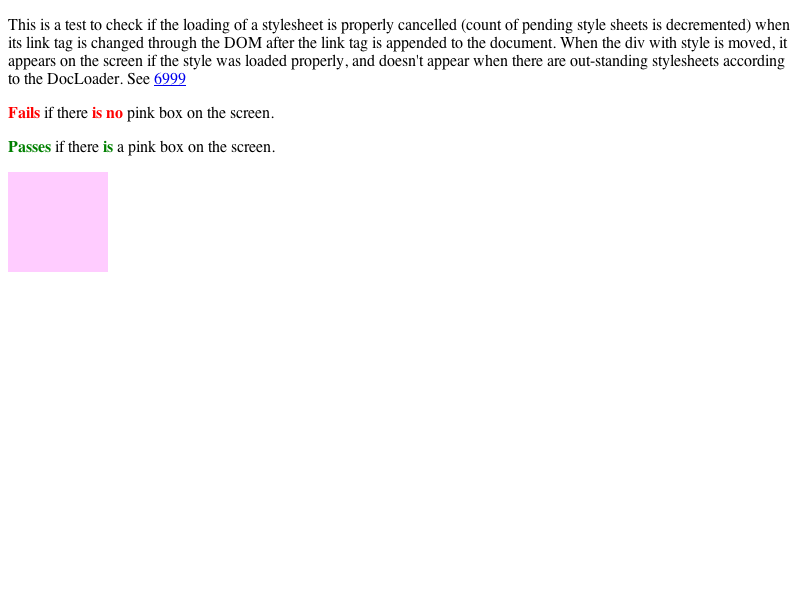 This is a test to check if the loading of a stylesheet is properly cancelled (count of pending style sheets is decremented) when
its link tag is changed through the DOM after the link tag is appended to the document. When the div with style is moved, it
appears on the screen if the style was loaded properly, and doesn't appear when there are out-standing stylesheets according
to the DocLoader. See 6999
Fails if there is no pink box on the screen.
Passes if there is a pink box on the screen.